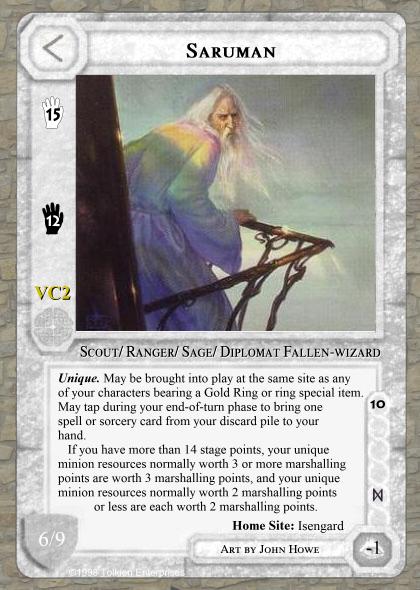 SARUMAN
15
12
VC2
SCOUT/ RANGER/ SAGE/ DIPLOMAT FALLEN-WIZARD
Unique. May be brought into play at the same site as any
of your characters bearing a Gold Ring or ring special item.
May tap during your end-of-turn phase to bring one
spell or sorcery card from your discard pile to your
hand.
If you have more than 14 stage points, your unique
minion resources normally worth 3 or more marshalling
points are worth 3 marshalling points, and your unique
minion resources normally worth 2 marshalling points
or less are each worth 2 marshalling points.
10
Home Site: Isengard
6/9
ART BY JOHN HOWE
-1
©1998 Tolkien Enterprises